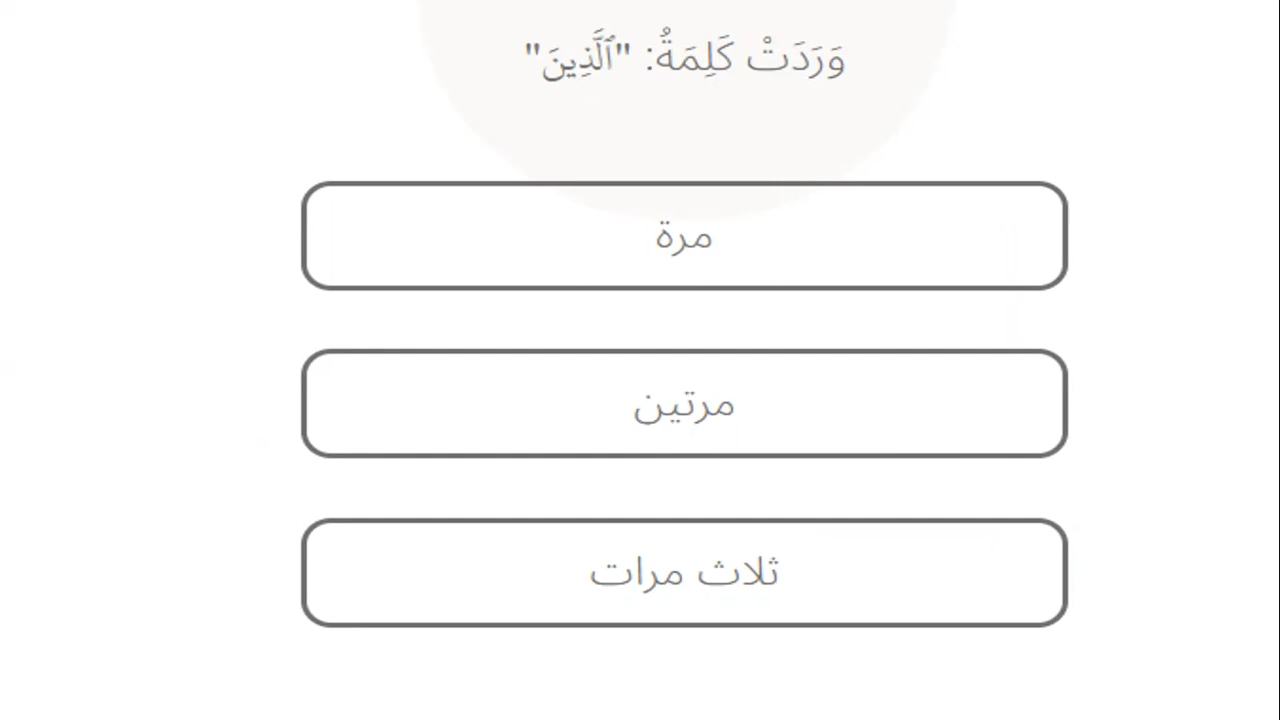 وَرَدَتْ كَلِمَةُ: "ٱلَّذِينَ"
مرة
مرتين
ثلاث مرات